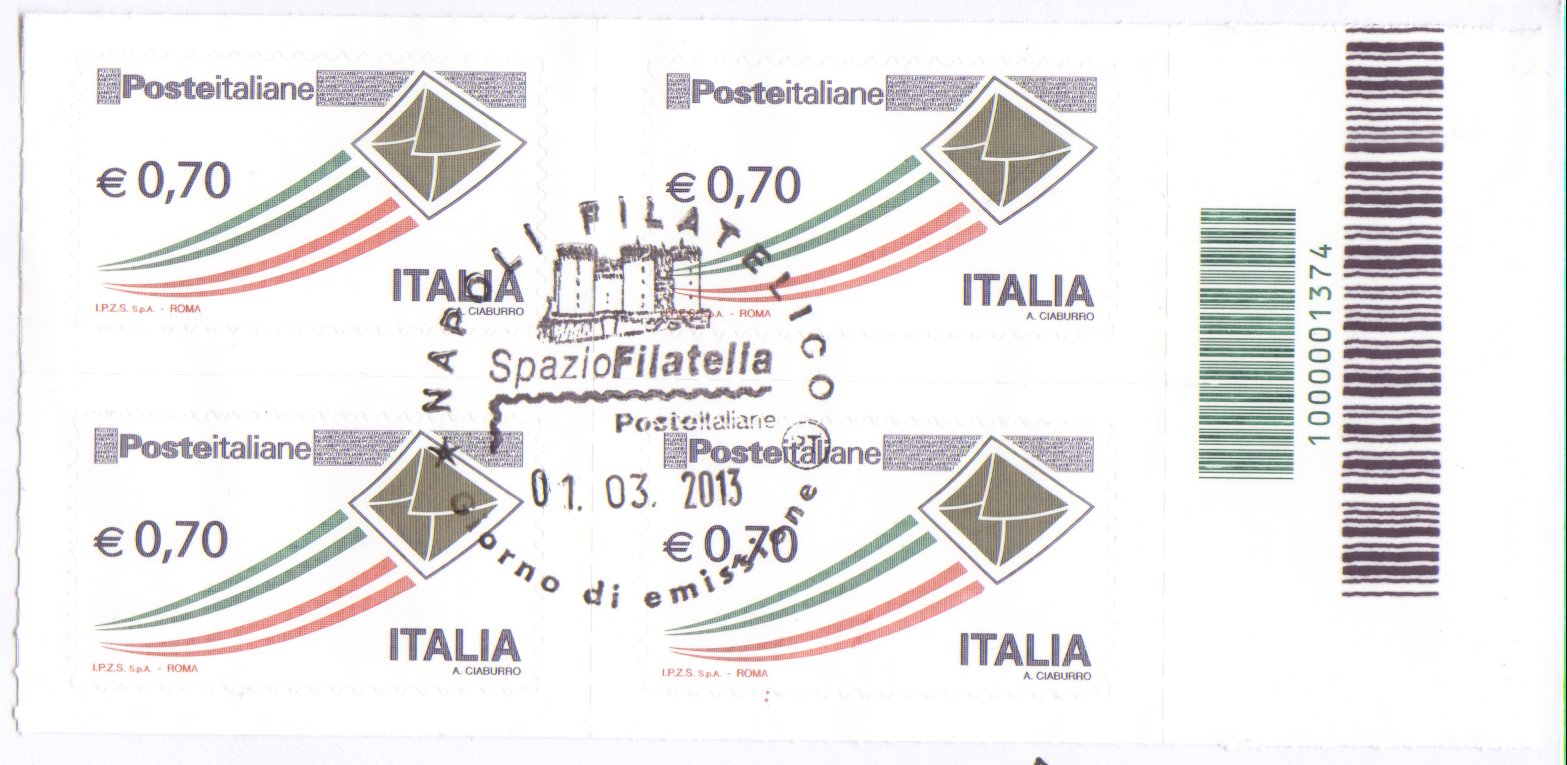 Posteitaliane
€ 0,70
ITALIA
I.P.Z.S. S.p.A. - ROMA
A. CIABURRO
Posteitaliane
€ 0,70
ITALIA
I.P.Z.S. S.p.A. - ROMA
A. CIABURRO
NAPOLI FILATELICO
SpazioFilatelia
Posteitaliane
PT
01. 03. 2013
★ Giorno di emissione
Posteitaliane
€ 0,70
ITALIA
I.P.Z.S. S.p.A. - ROMA
A. CIABURRO
Posteitaliane
€ 0,70
ITALIA
I.P.Z.S. S.p.A. - ROMA
A. CIABURRO
1000001374